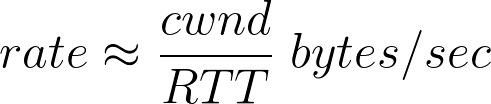 rate ≈ cwnd/RTT bytes/sec